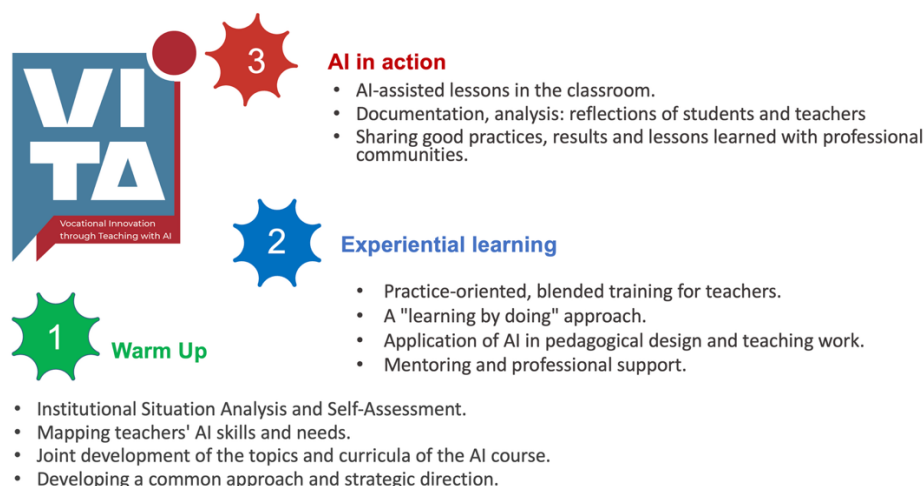 3
AI in action
• AI-assisted lessons in the classroom.
• Documentation, analysis: reflections of students and teachers
• Sharing good practices, results and lessons learned with professional
communities.
VI
TA
Vocational Innovation
through Teaching with AI
2
Experiential learning
• Practice-oriented, blended training for teachers.
• A "learning by doing" approach.
• Application of AI in pedagogical design and teaching work.
• Mentoring and professional support.
1
Warm Up
• Institutional Situation Analysis and Self-Assessment.
• Mapping teachers' AI skills and needs.
• Joint development of the topics and curricula of the AI course.
• Developing a common approach and strategic direction.